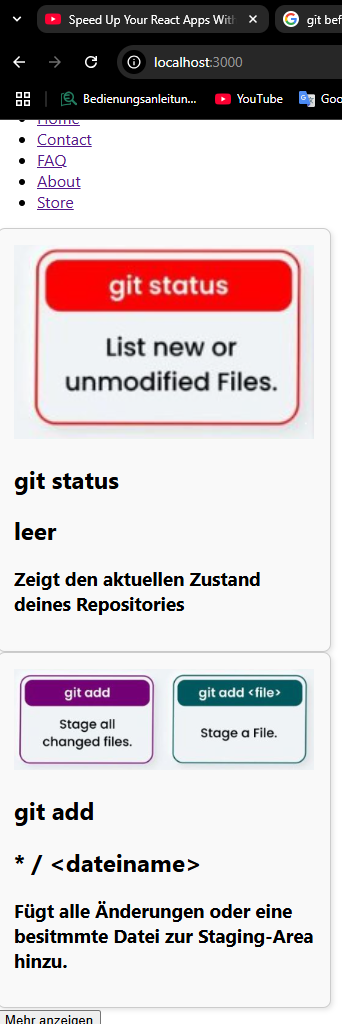 Speed Up Your React Apps With
git bef
localhost:3000
Bedienungsanleitun...
YouTube
Goo
Home
Contact
FAQ
About
Store
git status
List new or
unmodified Files.
git status
leer
Zeigt den aktuellen Zustand
deines Repositories
git add
git add <file>
Stage all
changed files.
Stage a File.
git add
* / <dateiname>
Fügt alle Änderungen oder eine
besitmmte Datei zur Staging-Area
hinzu.
Mehr anzeigen